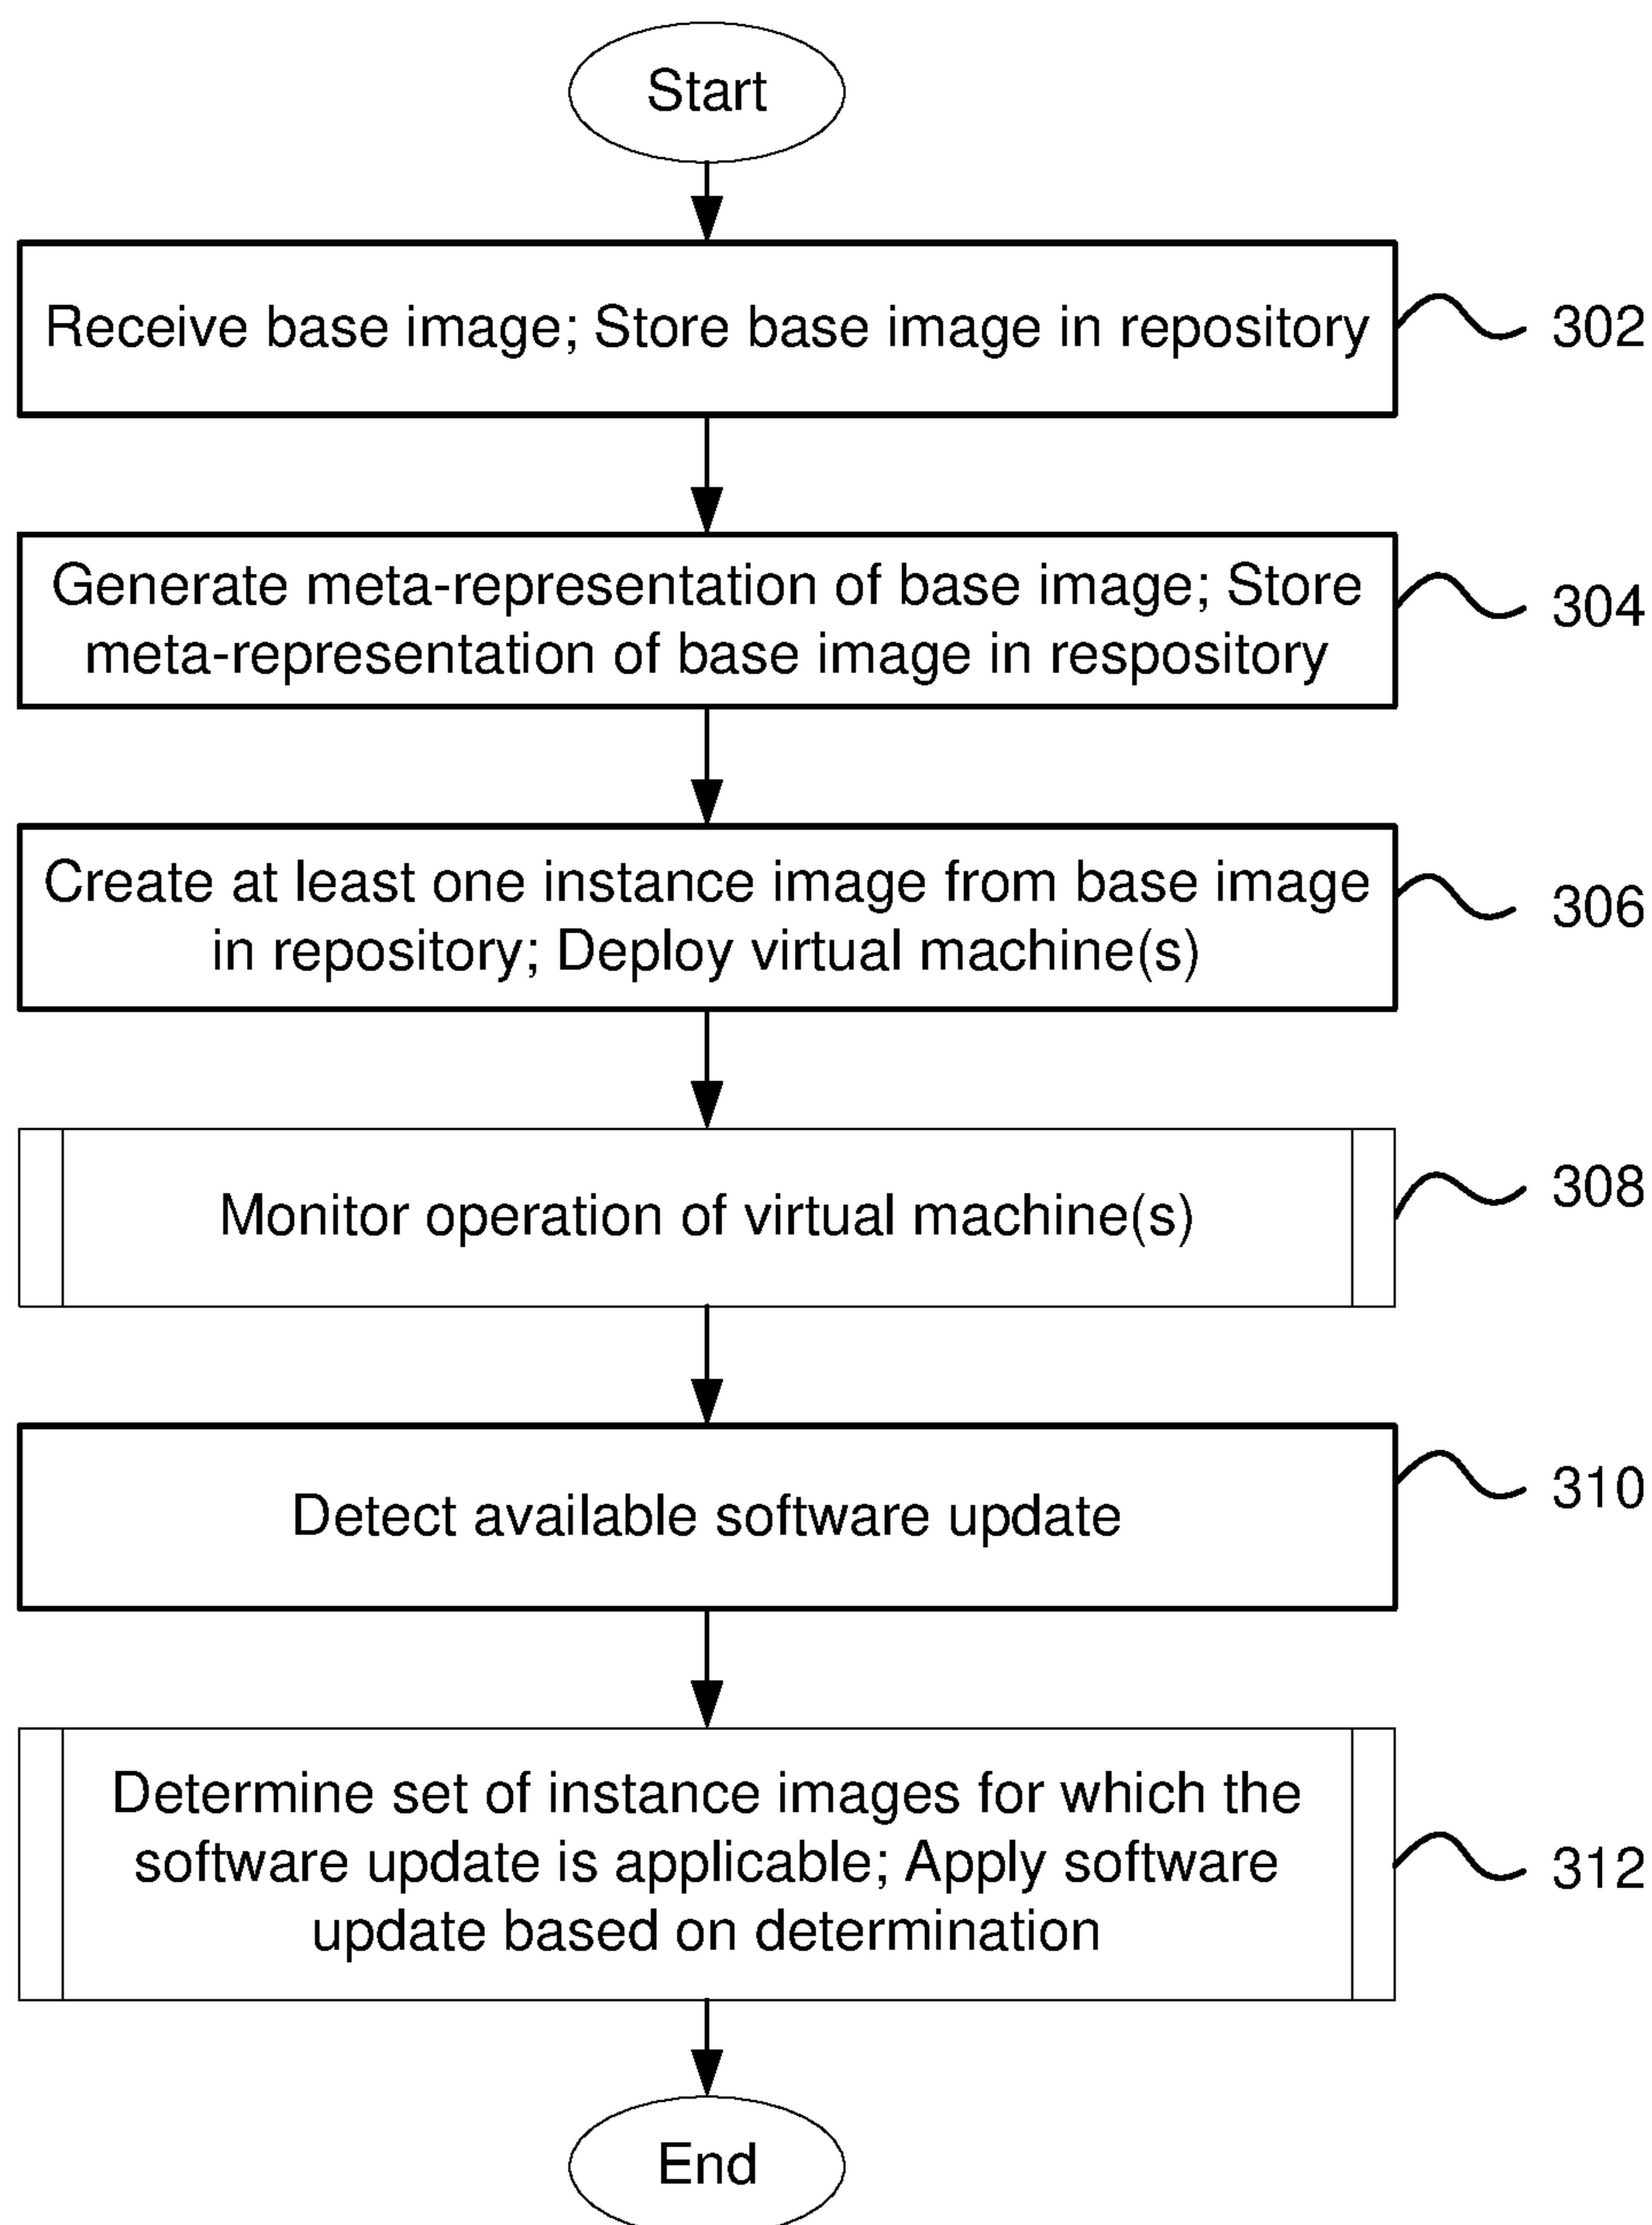 Start
Receive base image; Store base image in repository
302
Generate meta-representation of base image; Store
meta-representation of base image in respository
304
Create at least one instance image from base image
in repository; Deploy virtual machine(s)
306
Monitor operation of virtual machine(s)
308
Detect available software update
310
Determine set of instance images for which the
software update is applicable; Apply software
update based on determination
312
End